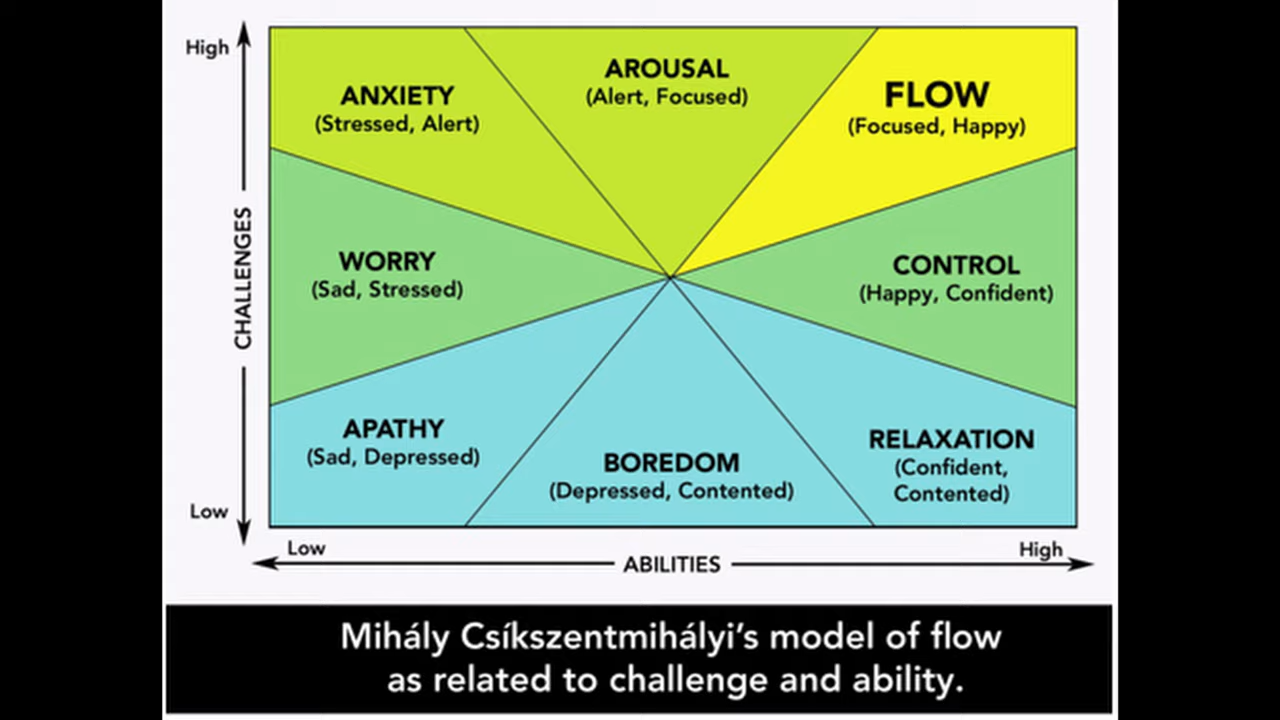 High
ANXIETY
(Stressed, Alert)
AROUSAL
(Alert, Focused)
FLOW
(Focused, Happy)
CHALLENGES
WORRY
(Sad, Stressed)
CONTROL
(Happy, Confident)
APATHY
(Sad, Depressed)
BOREDOM
(Depressed, Contented)
RELAXATION
(Confident,
Contented)
Low
Low
ABILITIES
High
Mihály Csíkszentmihályi's model of flow
as related to challenge and ability.